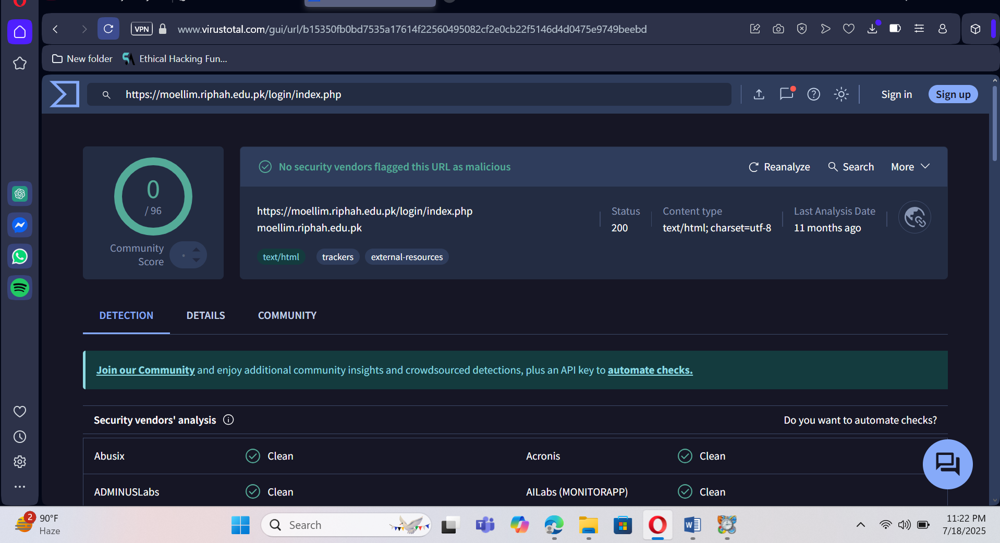 VPN
www.virustotal.com/gui/url/b15350fb0bd7535a17614f22560495082cf2e0cb22f5146d4d0475e9749beebd
New folder
Ethical Hacking Fun...
https://moellim.riphah.edu.pk/login/index.php
Sign in
Sign up
0
/ 96
Community
Score
No security vendors flagged this URL as malicious
Reanalyze
Search
More
https://moellim.riphah.edu.pk/login/index.php
moellim.riphah.edu.pk
Status
200
Content type
text/html; charset=utf-8
Last Analysis Date
11 months ago
text/html
trackers
external-resources
DETECTION
DETAILS
COMMUNITY
Join our Community and enjoy additional community insights and crowdsourced detections, plus an API key to automate checks.
Security vendors' analysis
Do you want to automate checks?
Abusix
Clean
Acronis
Clean
ADMINUSLabs
Clean
AILabs (MONITORAPP)
Clean
2
90°F
Haze
Search
11:22 PM
7/18/2025